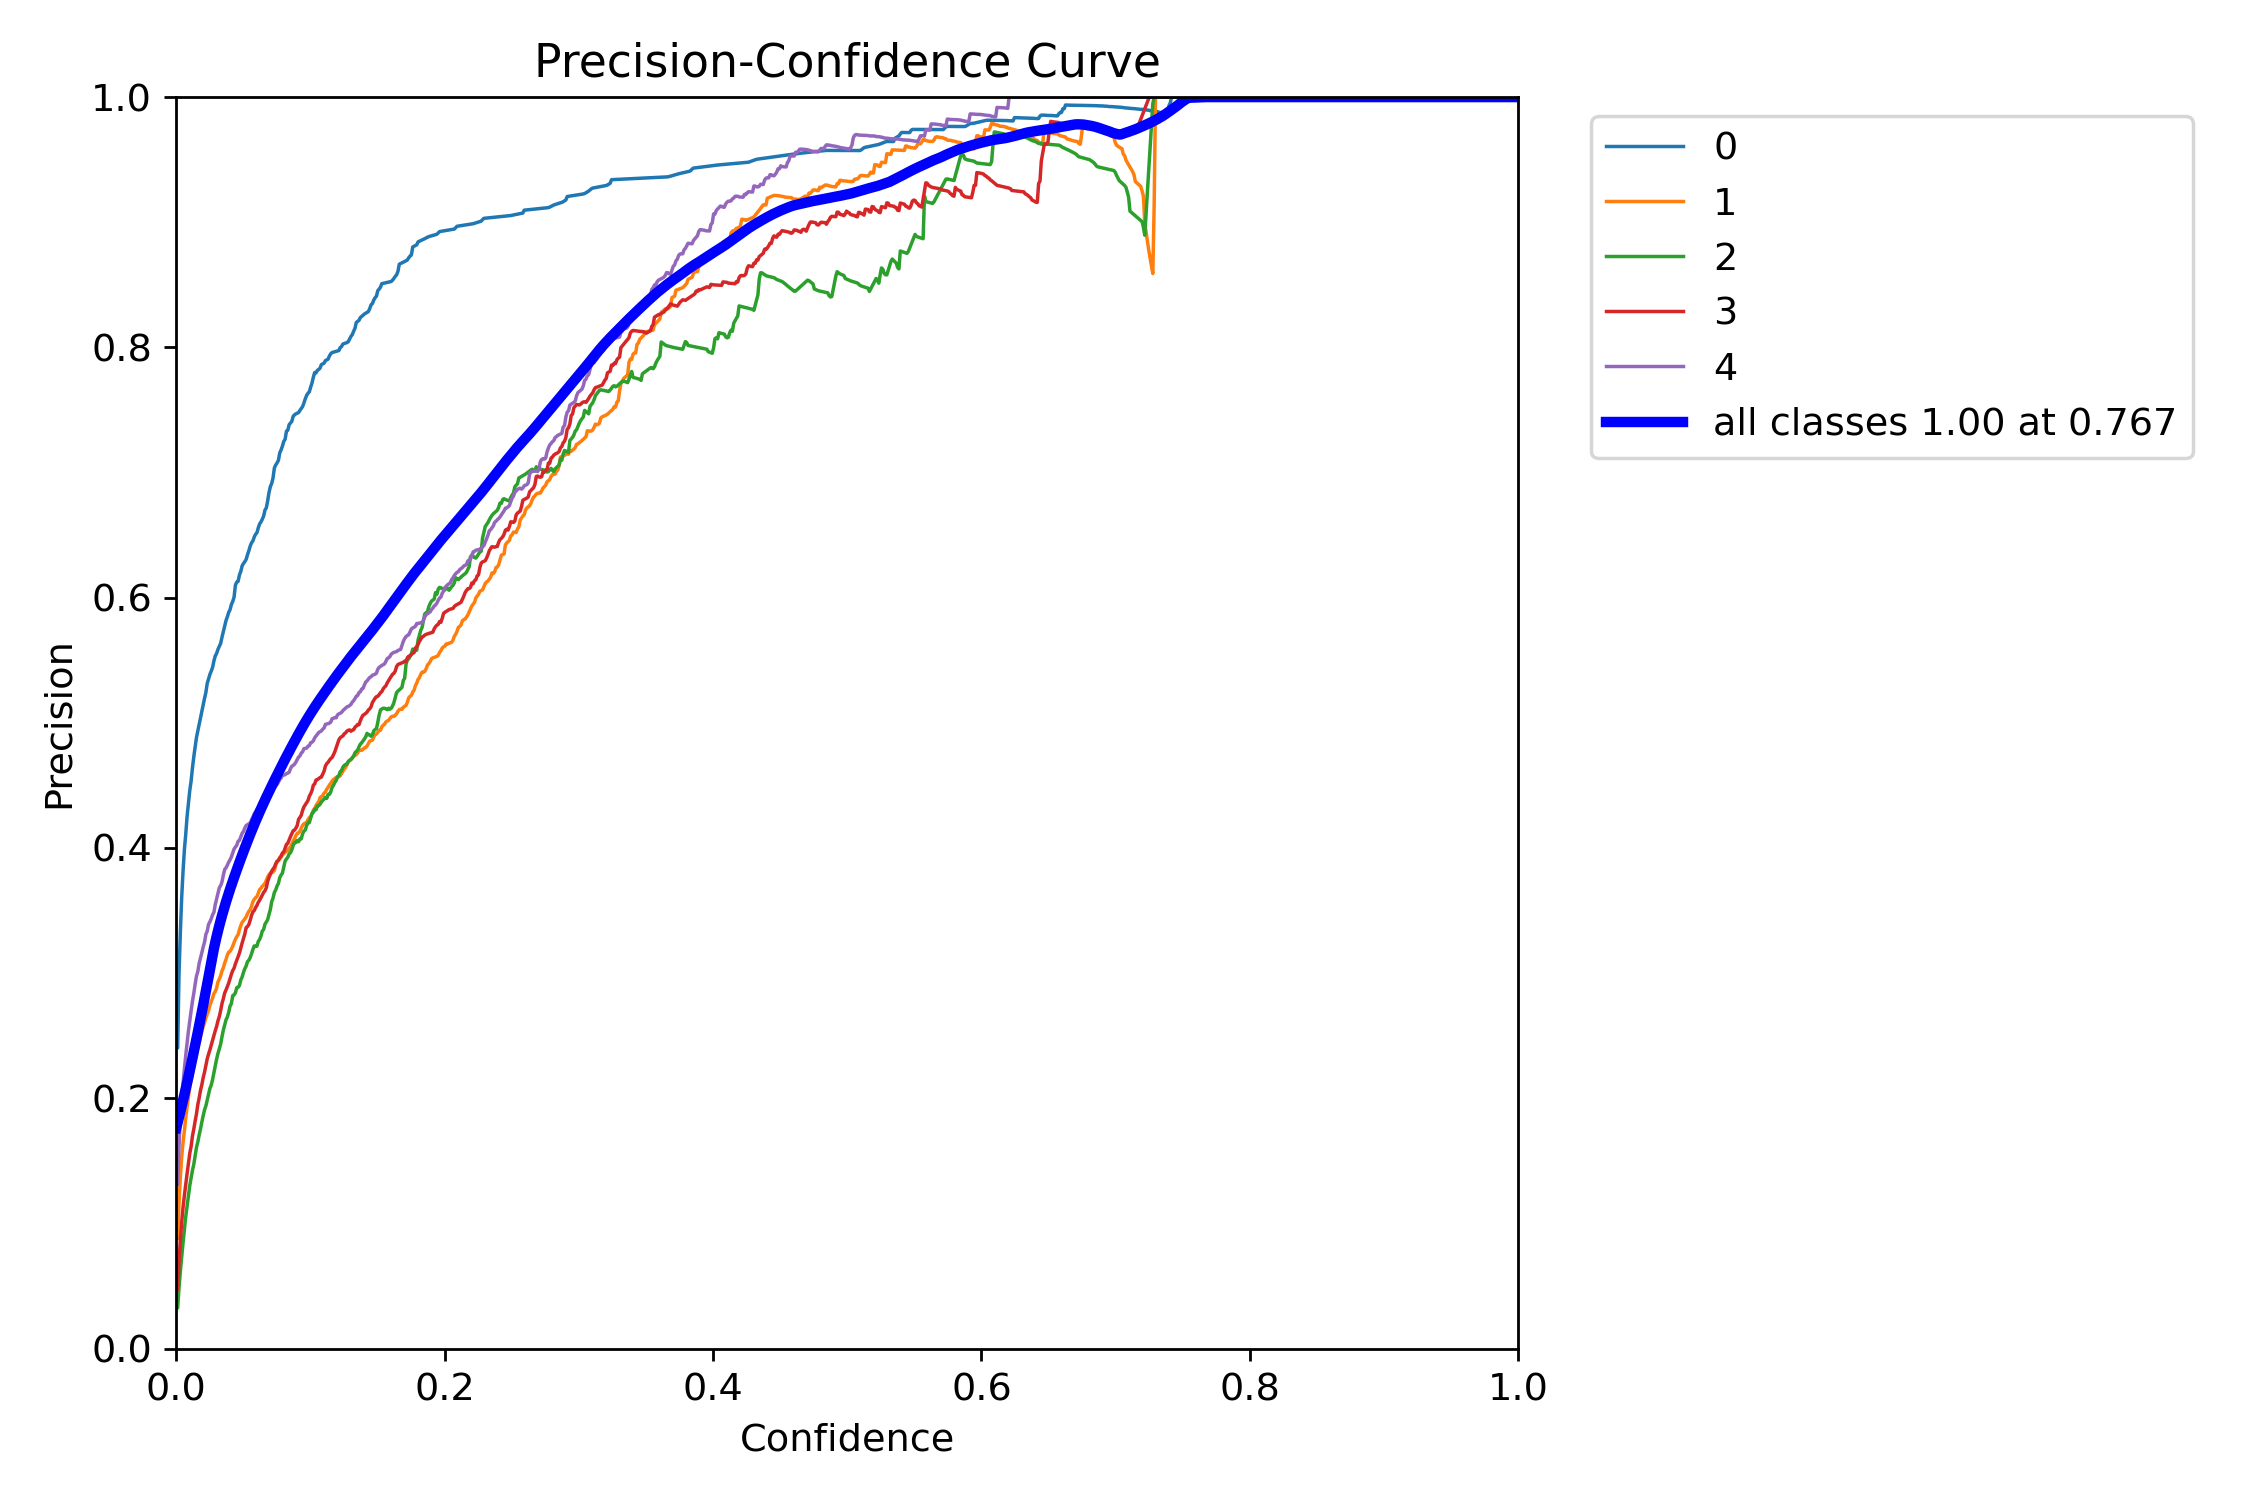 Precision-Confidence Curve
1.0
0.8
0.6
0.4
0.2
0.0
Precision
0.0 0.2 0.4 0.6 0.8 1.0
Confidence
0
1
2
3
4
all classes 1.00 at 0.767